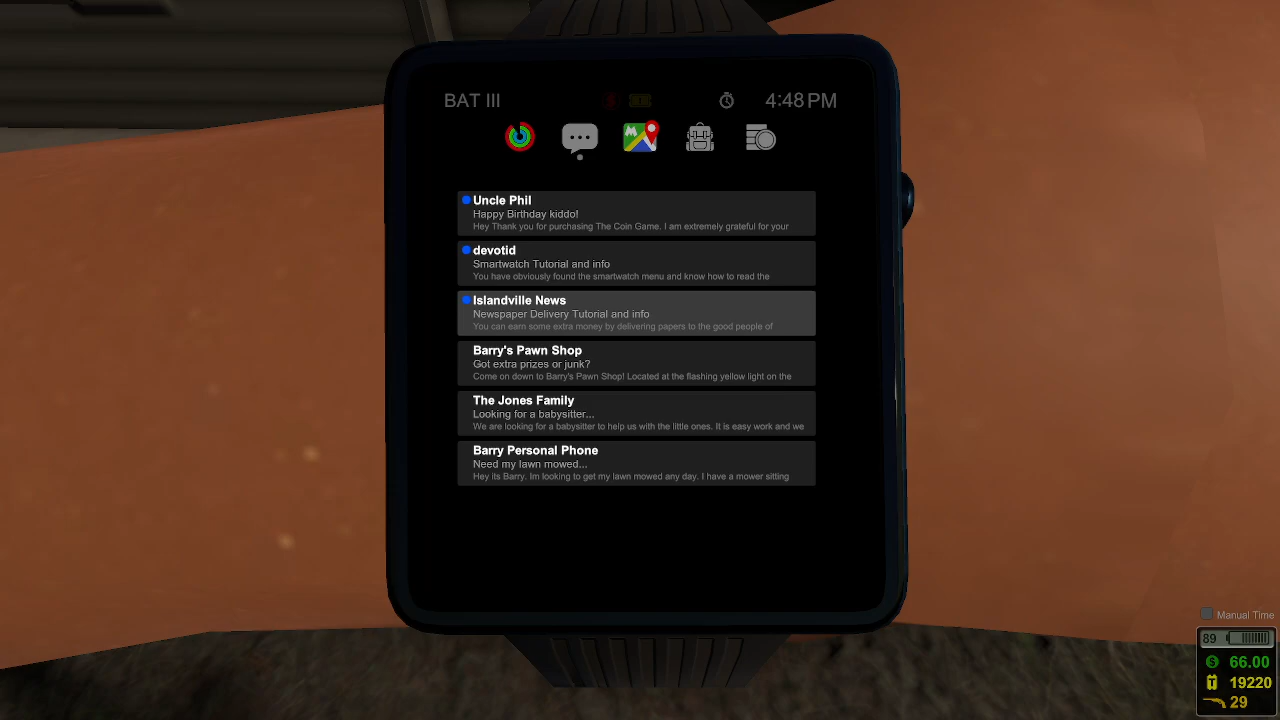 BAT III
4:48 PM
Uncle Phil
Happy Birthday kiddo!
Hey Thank you for purchasing The Coin Game. I am extremely grateful for your
devotid
Smartwatch Tutorial and info
You have obviously found the smartwatch menu and know how to read the
Islandville News
Newspaper Delivery Tutorial and info
You can earn some extra money by delivering papers to the good people of
Barry's Pawn Shop
Got extra prizes or junk?
Come on down to Barry's Pawn Shop! Located at the flashing yellow light on the
The Jones Family
Looking for a babysitter...
We are looking for a babysitter to help us with the little ones. It is easy work and we
Barry Personal Phone
Need my lawn mowed...
Hey its Barry. Im looking to get my lawn mowed any day. I have a mower sitting
Manual Time
89
$ 66.00
T 19220
29